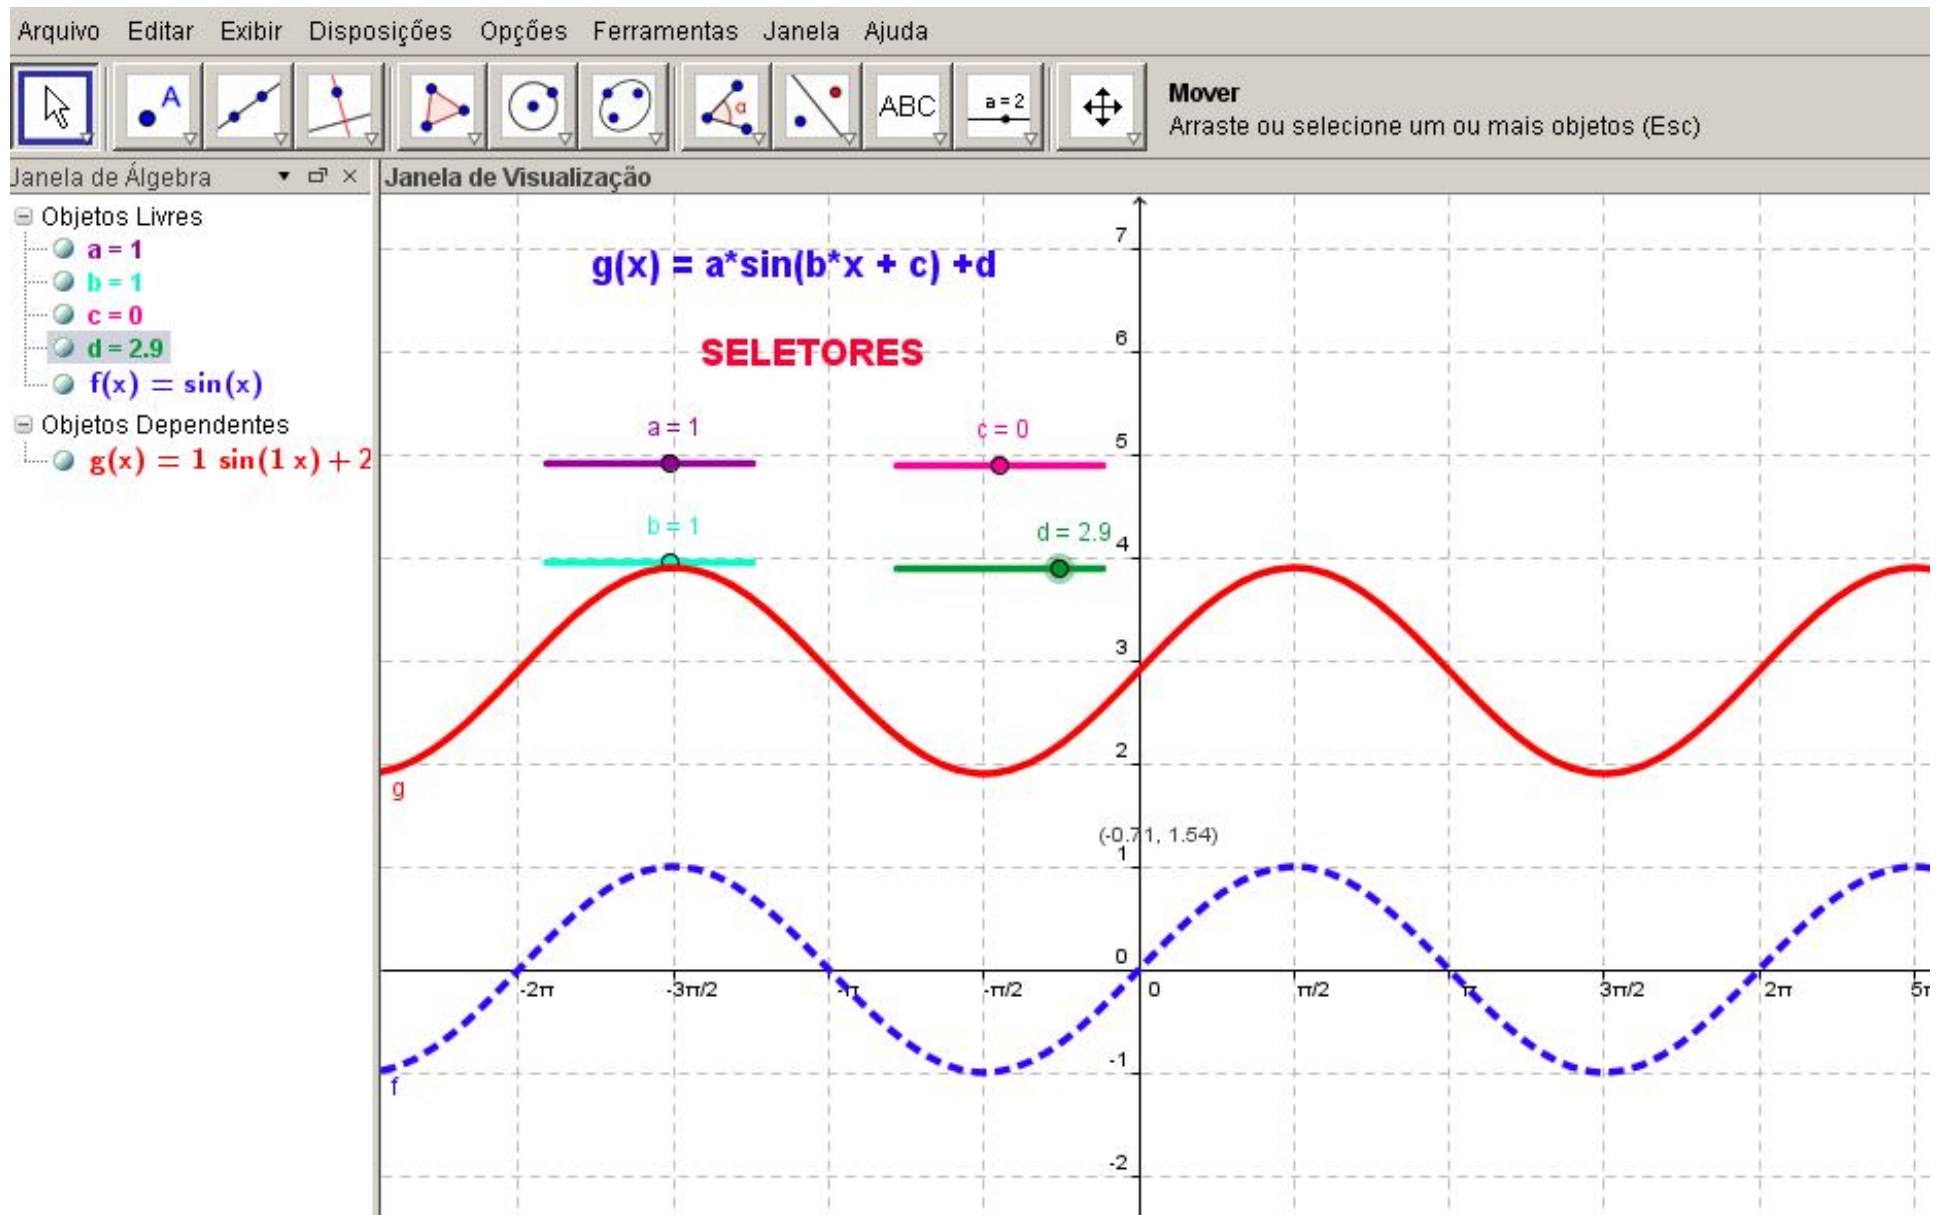 Arquivo Editar Exibir Disposições Opções Ferramentas Janela Ajuda
A
α
ABC
a = 2
Mover
Arraste ou selecione um ou mais objetos (Esc)
Janela de Álgebra
Janela de Visualização
Objetos Livres
a = 1
b = 1
c = 0
d = 2.9
f(x) = sin(x)
Objetos Dependentes
g(x) = 1 sin(1 x) + 2
g(x) = a*sin(b*x + c) +d
SELETORES
a = 1
c = 0
b = 1
d = 2.9
7
6
5
4
3
2
1
0
-1
-2
(-0.71, 1.54)
g
f
-2π -3π/2 -π -π/2 0 π/2 π 3π/2 2π